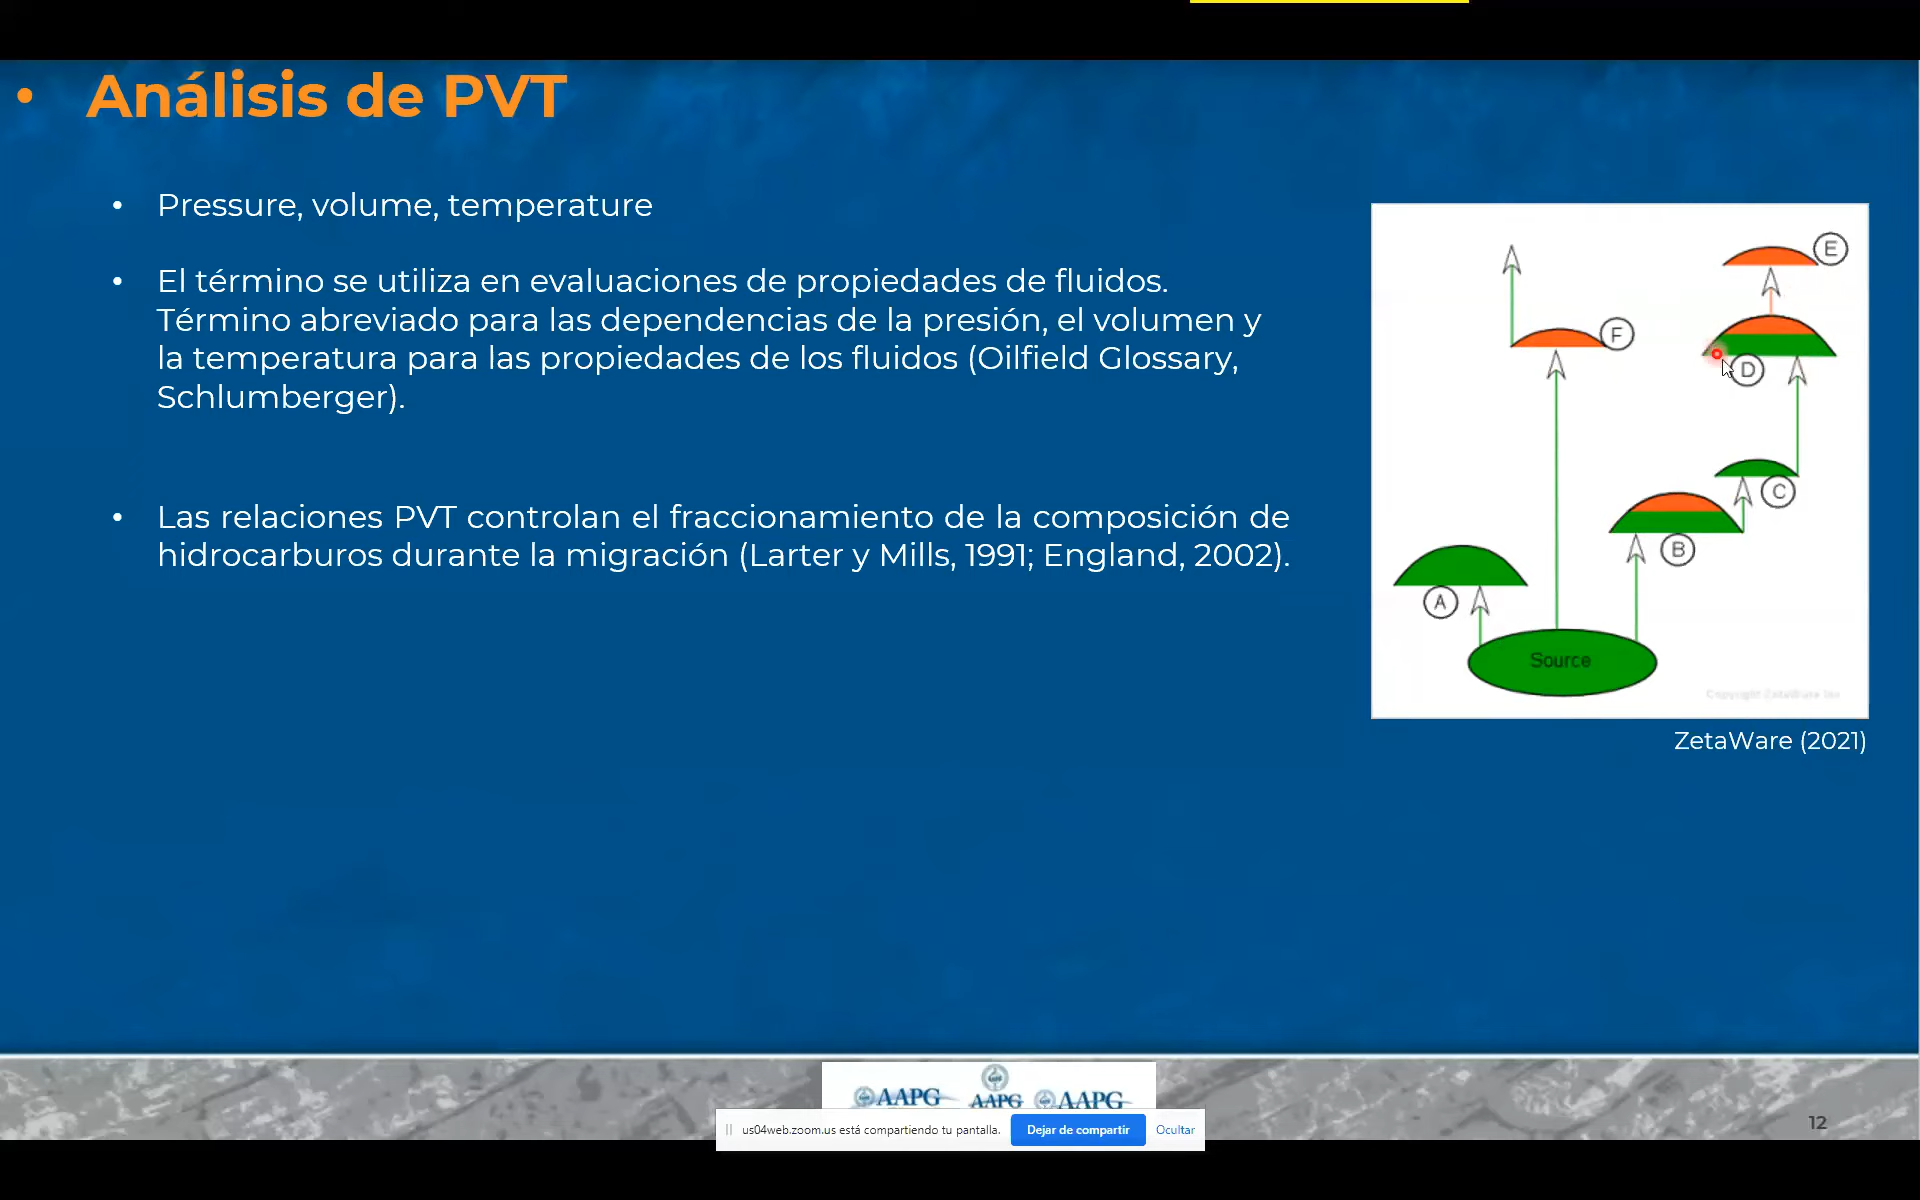 • Análisis de PVT
• Pressure, volume, temperature
• El término se utiliza en evaluaciones de propiedades de fluidos.
Término abreviado para las dependencias de la presión, el volumen y
la temperatura para las propiedades de los fluidos (Oilfield Glossary,
Schlumberger).
• Las relaciones PVT controlan el fraccionamiento de la composición de
hidrocarburos durante la migración (Larter y Mills, 1991; England, 2002).
E
F
D
C
B
A
Source
Copyright ZetaWare Inc
ZetaWare (2021)
AAPG AAPG AAPG
us04web.zoom.us está compartiendo tu pantalla.
Dejar de compartir
Ocultar
12